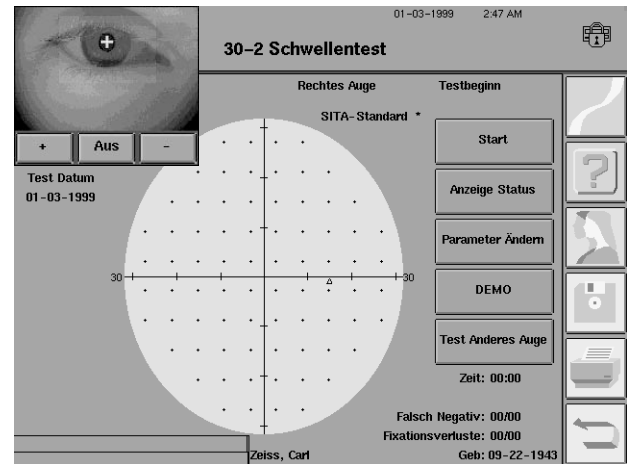 01-03-1999 2:47 AM
30-2 Schwellentest
Rechtes Auge Testbeginn
SITA-Standard *
+ Aus -
Start
Test Datum
01-03-1999
Anzeige Status
Parameter Ändern
30 30
DEMO
Test Anderes Auge
Zeit: 00:00
Falsch Negativ: 00/00
Fixationsverluste: 00/00
Zeiss, Carl Geb: 09-22-1943